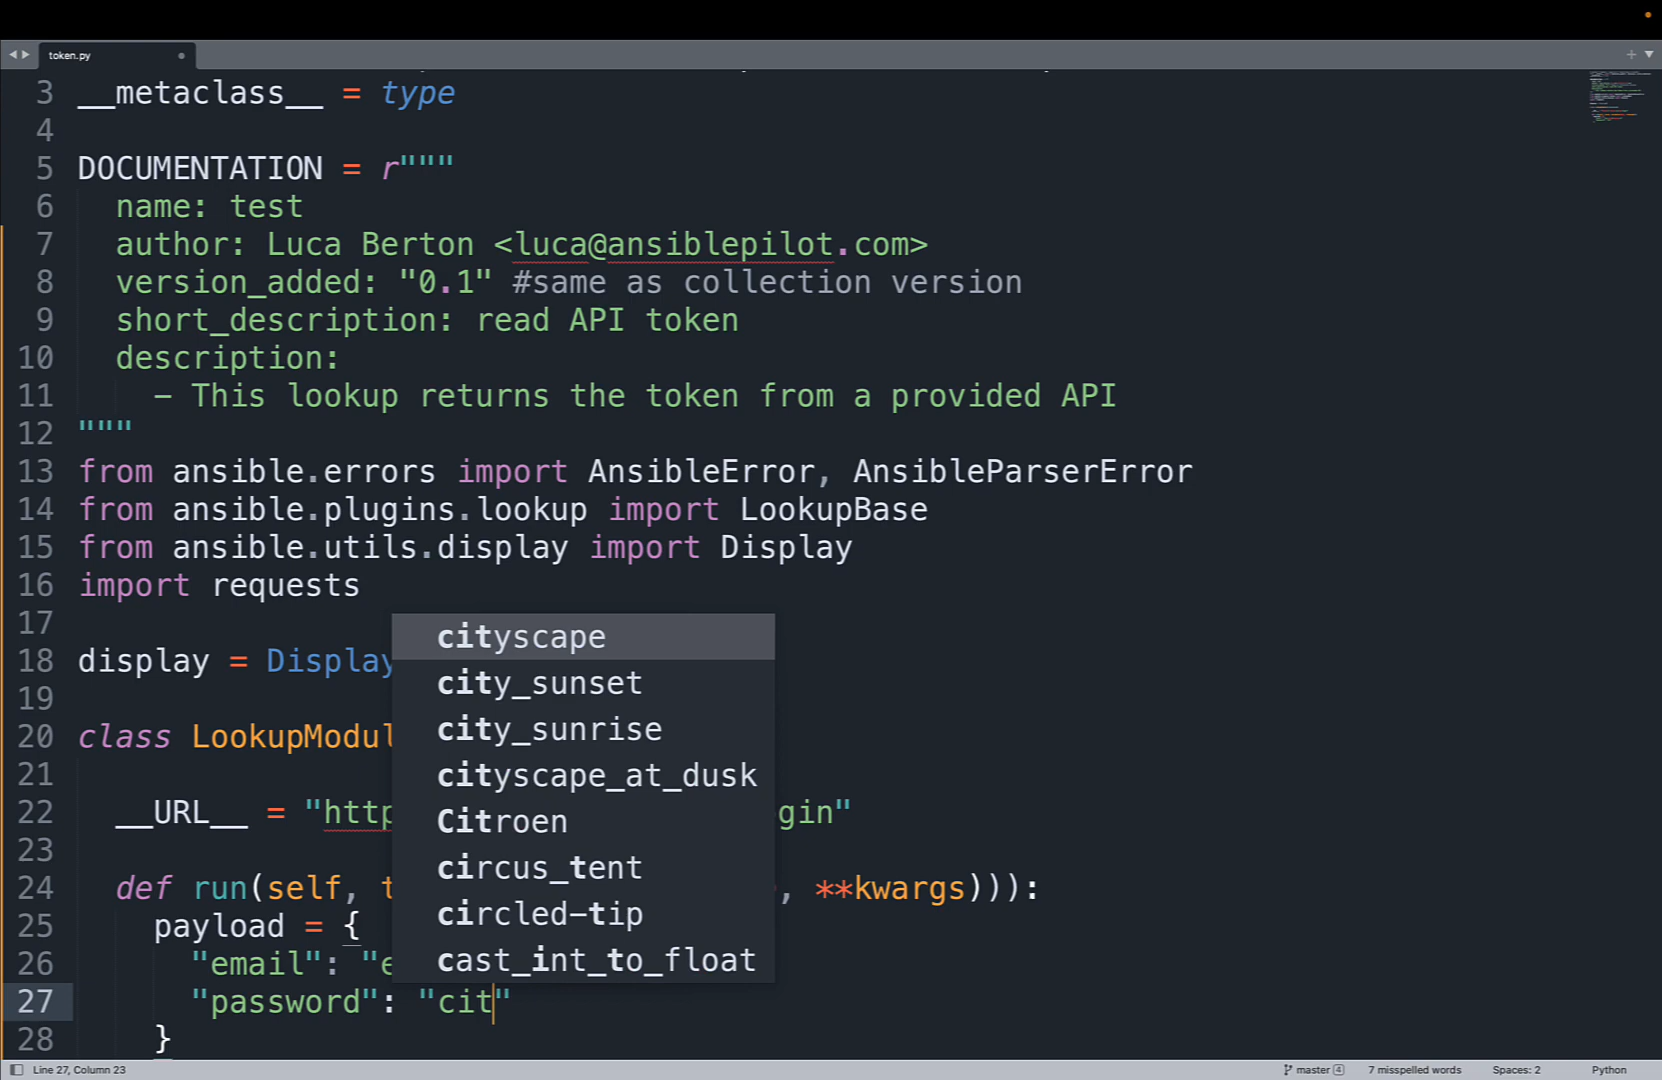 token.py
3 __metaclass__ = type
4
5 DOCUMENTATION = r"""
6 name: test
7 author: Luca Berton <luca@ansiblepilot.com>
8 version_added: "0.1" #same as collection version
9 short_description: read API token
10 description:
11 - This lookup returns the token from a provided API
12 """
13 from ansible.errors import AnsibleError, AnsibleParserError
14 from ansible.plugins.lookup import LookupBase
15 from ansible.utils.display import Display
16 import requests
17
cityscape
18 display = Display
city_sunset
19
city_sunrise
20 class LookupModul
21
cityscape_at_dusk
22 __URL__ = "http gin"
Citroen
23
circus_tent
24 def run(self, t , **kwargs))):
circled-tip
25 payload = {
26 "email": "e
cast_int_to_float
27 "password": "cit"
28 }
Line 27, Column 23 master 4 7 misspelled words Spaces: 2 Python